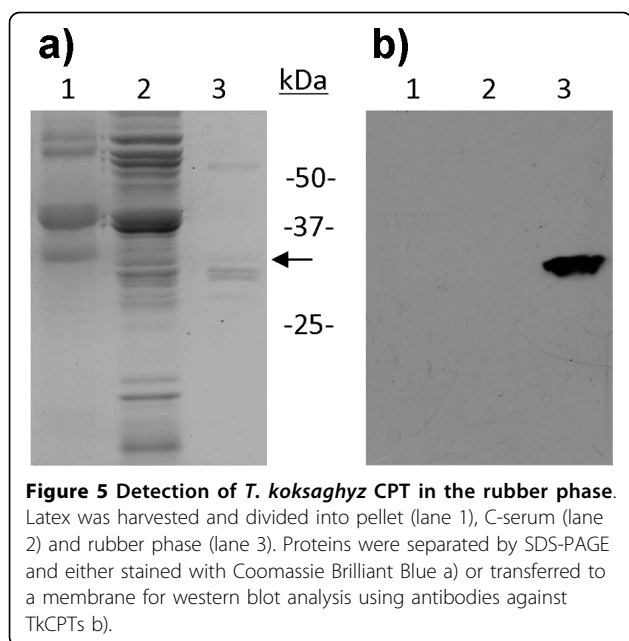 a)
b)
1 2 3
kDa
1 2 3
-50-
-37-
-25-
Figure 5 Detection of T. koksaghyz CPT in the rubber phase.
Latex was harvested and divided into pellet (lane 1), C-serum (lane
2) and rubber phase (lane 3). Proteins were separated by SDS-PAGE
and either stained with Coomassie Brilliant Blue a) or transferred to
a membrane for western blot analysis using antibodies against
TkCPTs b).